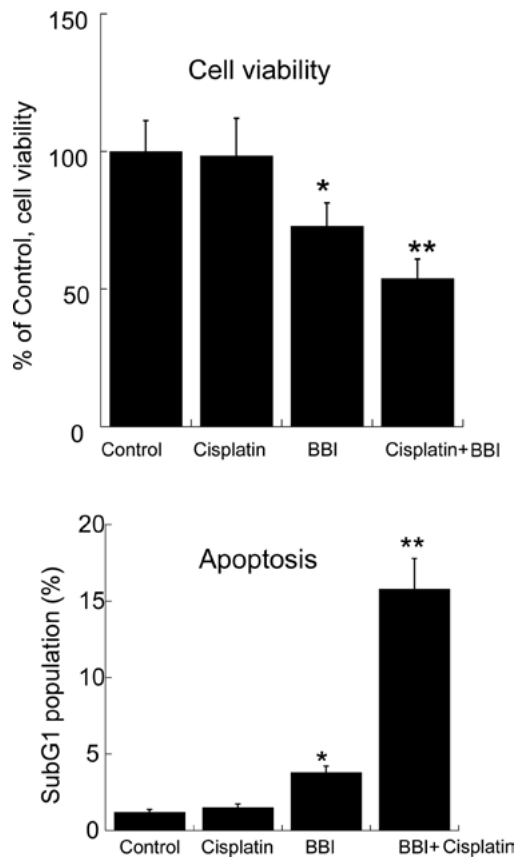 150
Cell viability
% of Control, cell viability
100
*
**
50
0
Control Cisplatin BBI Cisplatin+BBI
20
Apoptosis
**
SubG1 population (%)
15
10
5
*
0
Control Cisplatin BBI BBI+Cisplatin